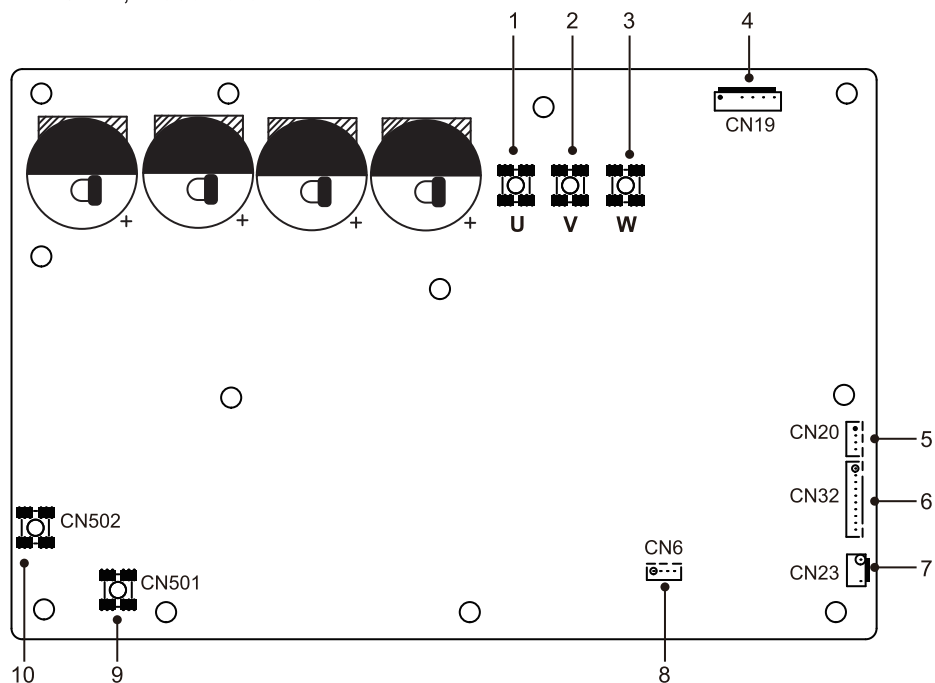 1 2 3 4
CN19
+ + + +
U V W
CN20 5
CN32 6
CN502
CN6
CN501 CN23 7
10 9 8